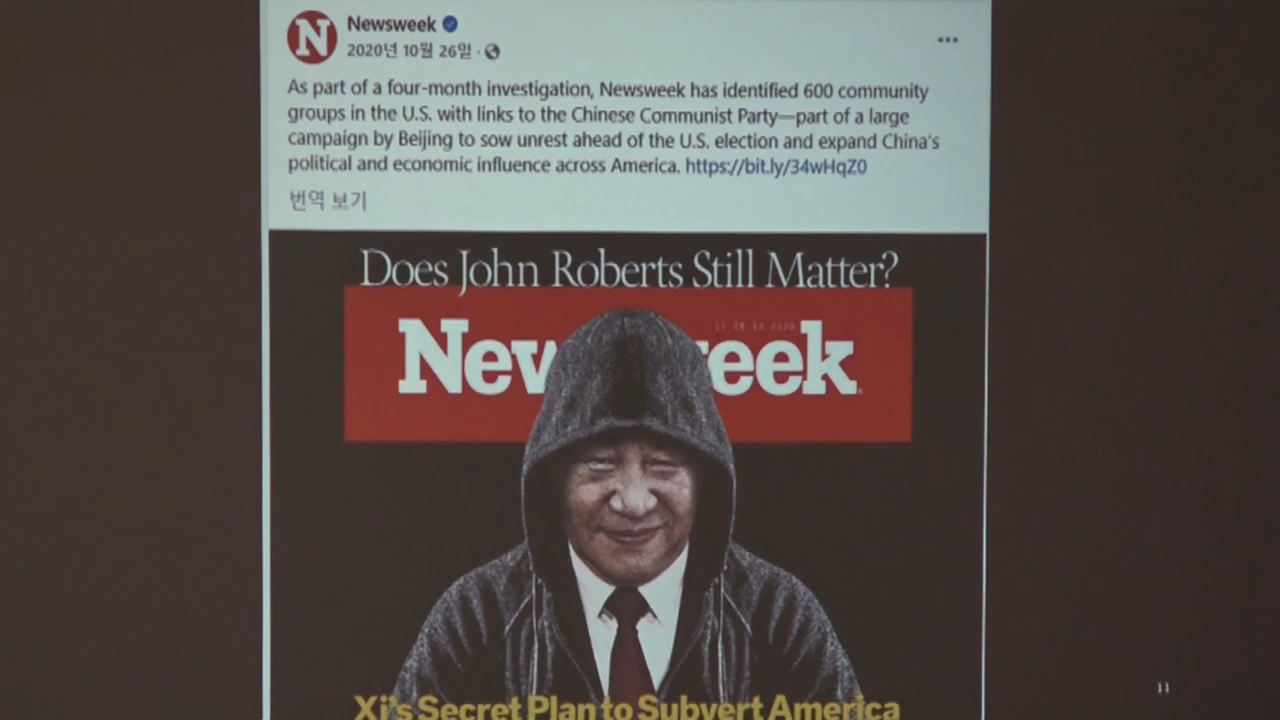 Newsweek
2020년 10월 26일 ·
As part of a four-month investigation, Newsweek has identified 600 community
groups in the U.S. with links to the Chinese Communist Party—part of a large
campaign by Beijing to sow unrest ahead of the U.S. election and expand China's
political and economic influence across America. https://bit.ly/34wHqZ0
번역 보기
Does John Roberts Still Matter?
New eek
Xi's Secret Plan to Subvert America
11